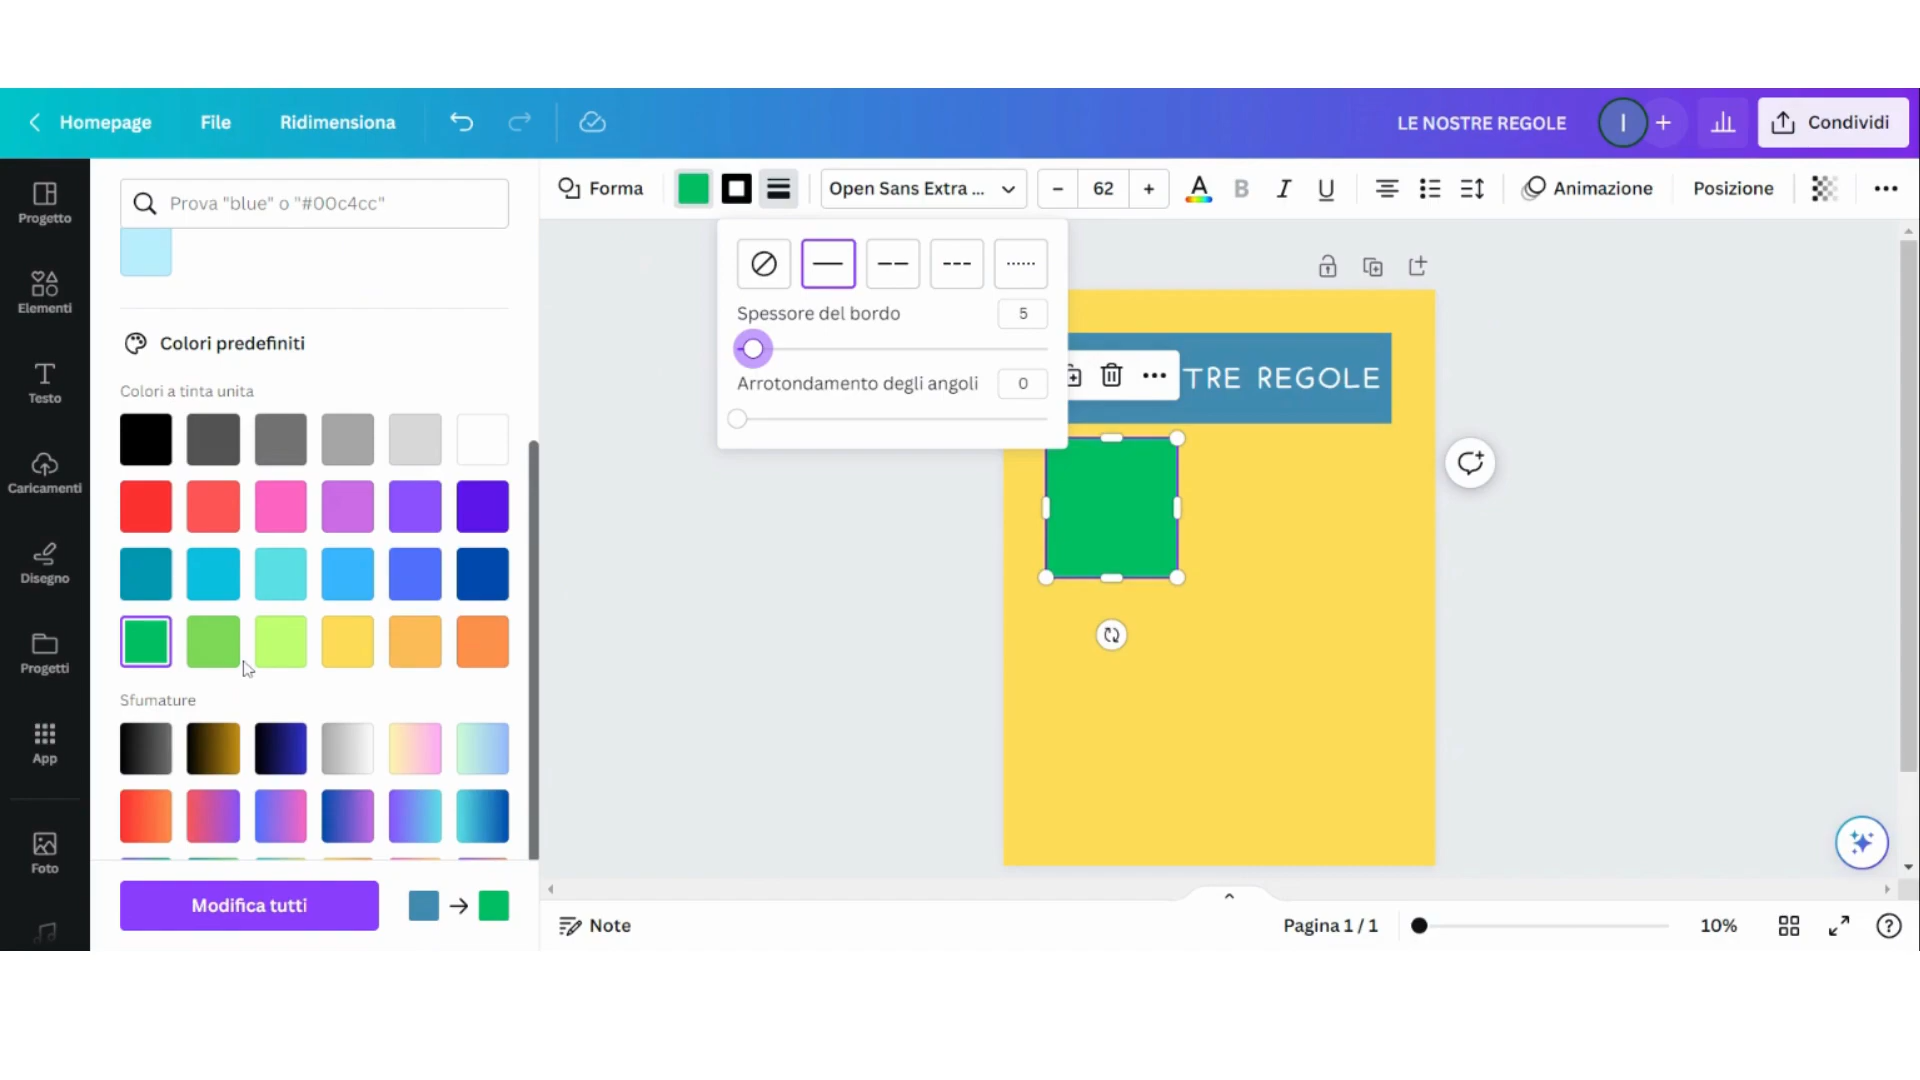 Homepage
File
Ridimensiona
LE NOSTRE REGOLE
I
Condividi
Progetto
Elementi
Testo
Caricamenti
Disegno
Progetti
App
Foto
Prova "blue" o "#00c4cc"
Colori predefiniti
Colori a tinta unita
Sfumature
Modifica tutti
Forma
Open Sans Extra ...
62
A
B
I
U
Animazione
Posizione
Spessore del bordo
5
Arrotondamento degli angoli
0
TRE REGOLE
Note
Pagina 1 / 1
10%